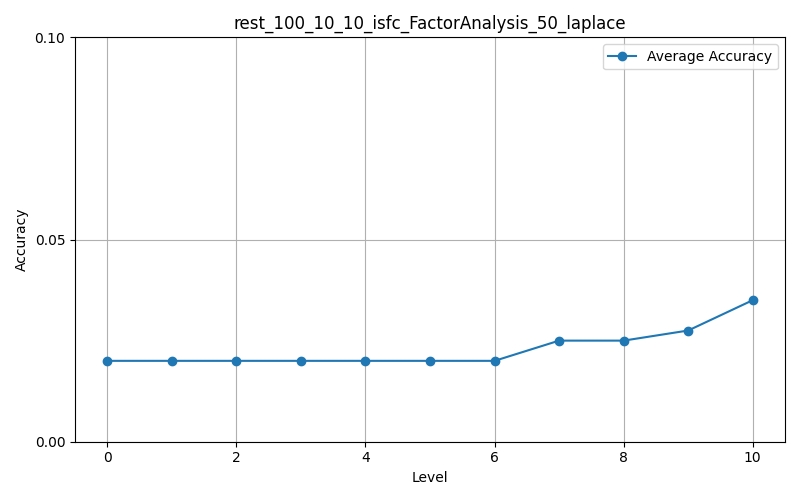 rest_100_10_10_isfc_FactorAnalysis_50_laplace
Average Accuracy
0.10
0.05
0.00
Accuracy
0 2 4 6 8 10
Level